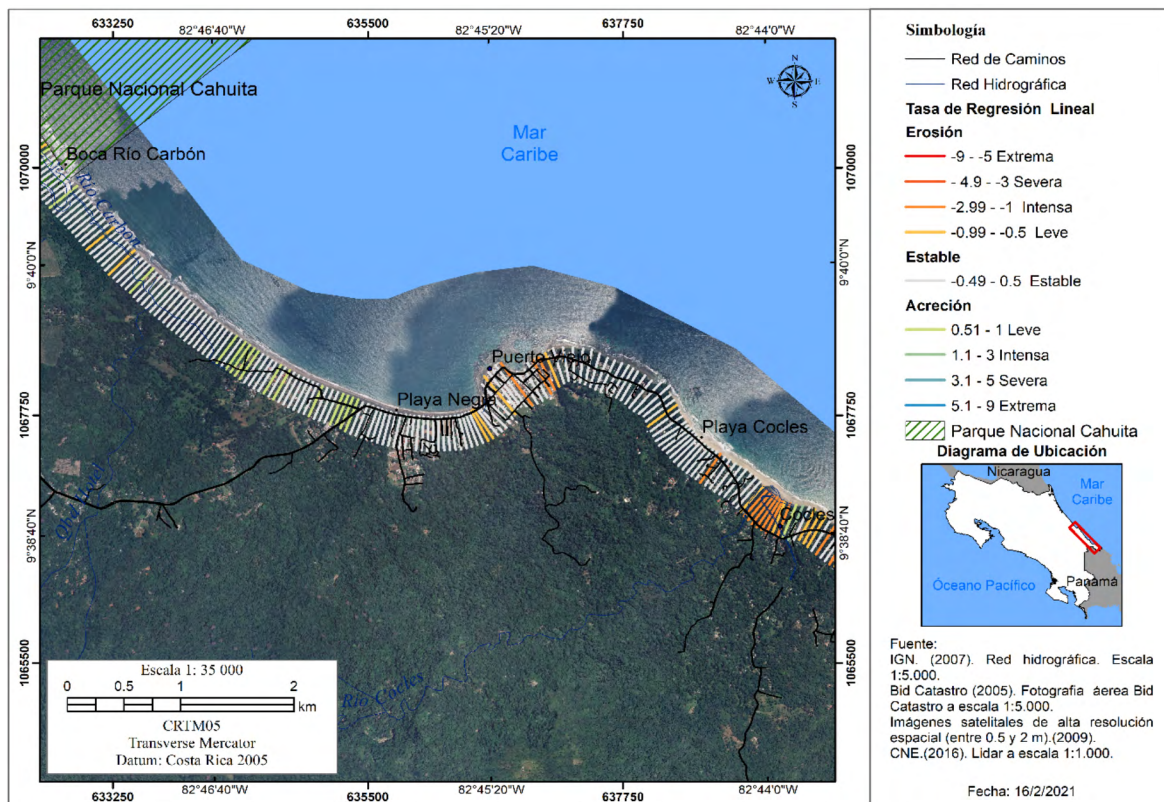 633250
635500
637750
82°46'40"W
82°45'20"W
82°44'0"W
Parque Nacional Cahuita
Boca Río Carbón
Río Carbón
Mar
Caribe
N
W
E
S
1070000
1070000
9°40'0"N
9°40'0"N
Puerto Viejo
Playa Negra
Playa Cocles
Cocles
1067750
1067750
9°38'40"N
9°38'40"N
1065500
1065500
Río Cocles
Escala 1: 35 000
0 0.5 1 2
km
CRTM05
Transverse Mercator
Datum: Costa Rica 2005
633250
635500
637750
82°46'40"W
82°45'20"W
82°44'0"W
Simbología
Red de Caminos
Red Hidrográfica
Tasa de Regresión Lineal
Erosión
-9 - -5 Extrema
- 4.9 - -3 Severa
-2.99 - -1 Intensa
-0.99 - -0.5 Leve
Estable
-0.49 - 0.5 Estable
Acreción
0.51 - 1 Leve
1.1 - 3 Intensa
3.1 - 5 Severa
5.1 - 9 Extrema
Parque Nacional Cahuita
Diagrama de Ubicación
Nicaragua
Mar
Caribe
Óceano Pacífico
Panamá
Fuente:
IGN. (2007). Red hidrográfica. Escala
1:5.000.
Bid Catastro (2005). Fotografia áerea Bid
Catastro a escala 1:5.000.
Imágenes satelitales de alta resolución
espacial (entre 0.5 y 2 m).(2009).
CNE.(2016). Lidar a escala 1:1.000.
Fecha: 16/2/2021